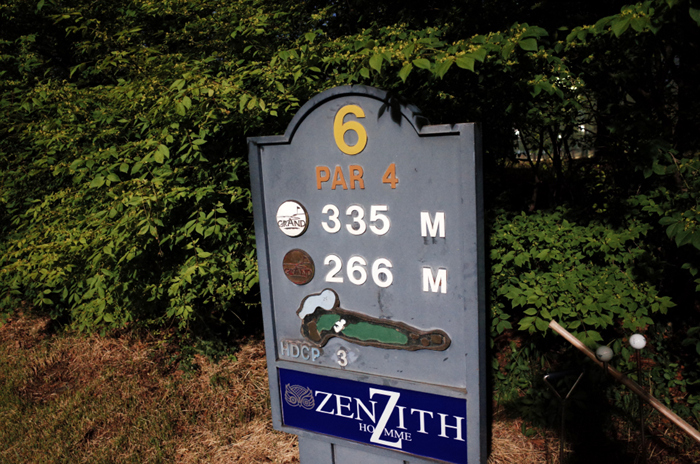 6
PAR 4
GRAND
335 M
266 M
HDCP 3
ZENZITH
HOMME